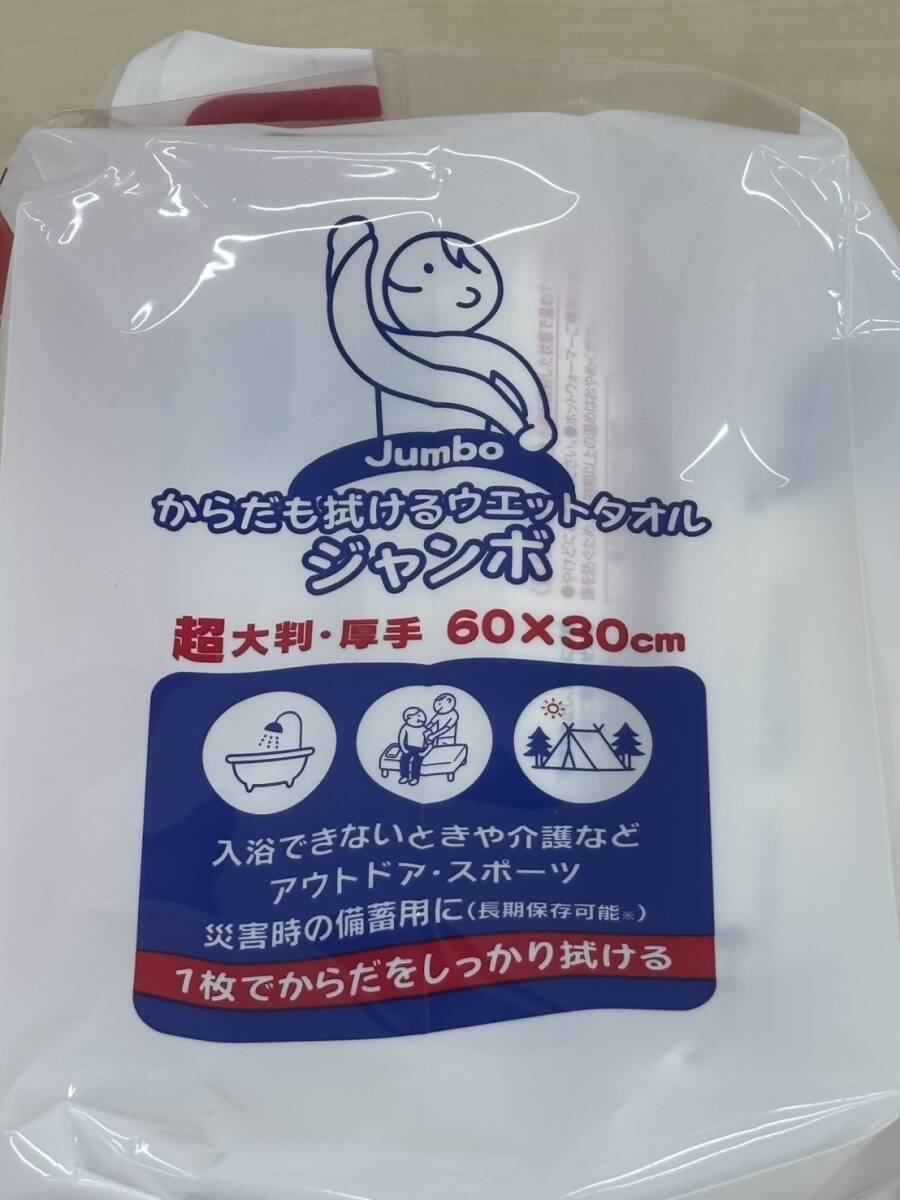 Jumbo
からだも拭けるウエットタオル
ジャンボ
超大判・厚手 60×30cm
入浴できないときや介護など
アウトドア・スポーツ
災害時の備蓄用に(長期保存可能※)
1枚でからだをしっかり拭ける